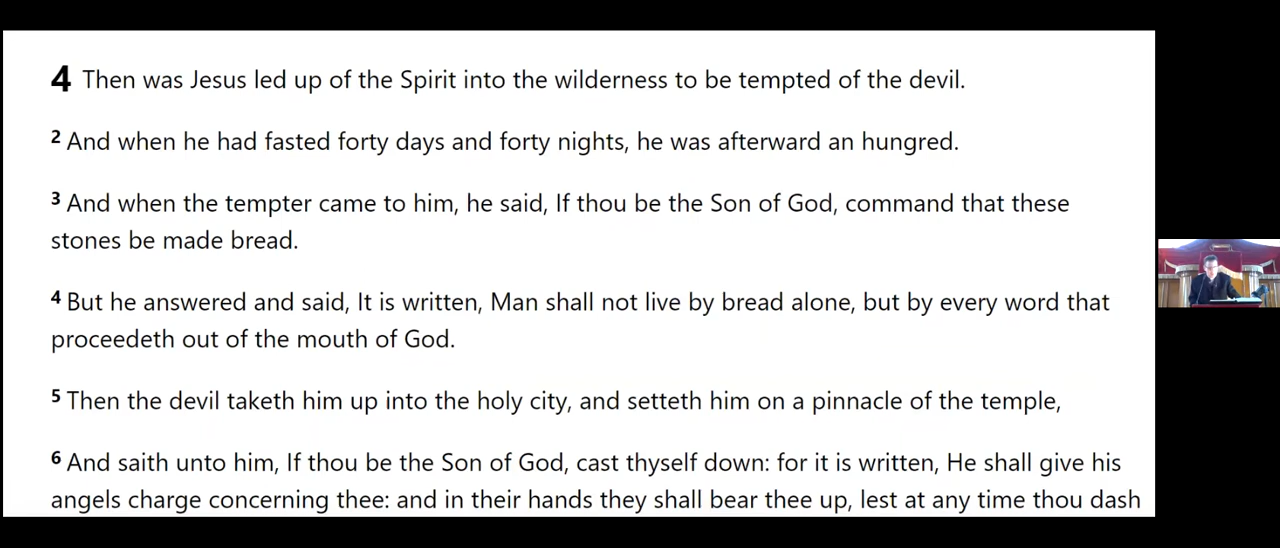 4 Then was Jesus led up of the Spirit into the wilderness to be tempted of the devil.
2 And when he had fasted forty days and forty nights, he was afterward an hungred.
3 And when the tempter came to him, he said, If thou be the Son of God, command that these
stones be made bread.
4 But he answered and said, It is written, Man shall not live by bread alone, but by every word that
proceedeth out of the mouth of God.
5 Then the devil taketh him up into the holy city, and setteth him on a pinnacle of the temple,
6 And saith unto him, If thou be the Son of God, cast thyself down: for it is written, He shall give his
angels charge concerning thee: and in their hands they shall bear thee up, lest at any time thou dash